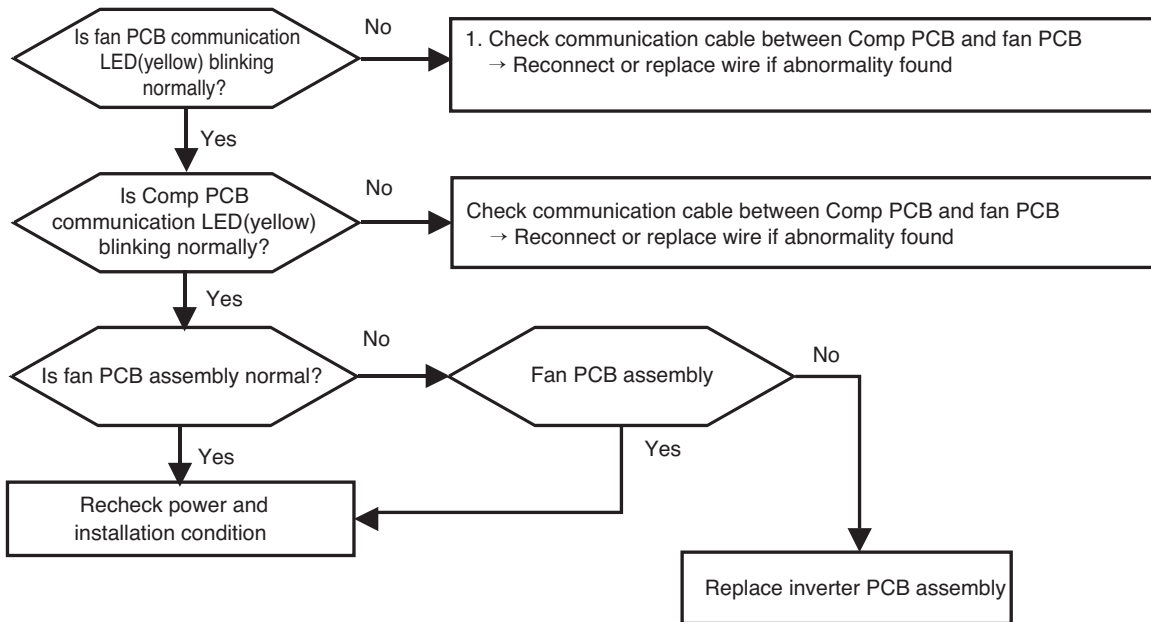 Is fan PCB communication
LED(yellow) blinking
normally?
No
1. Check communication cable between Comp PCB and fan PCB
→ Reconnect or replace wire if abnormality found
Yes
Is Comp PCB
communication LED(yellow)
blinking normally?
No
Check communication cable between Comp PCB and fan PCB
→ Reconnect or replace wire if abnormality found
Yes
Is fan PCB assembly normal?
No
Fan PCB assembly
No
Yes
Yes
Recheck power and
installation condition
Replace inverter PCB assembly